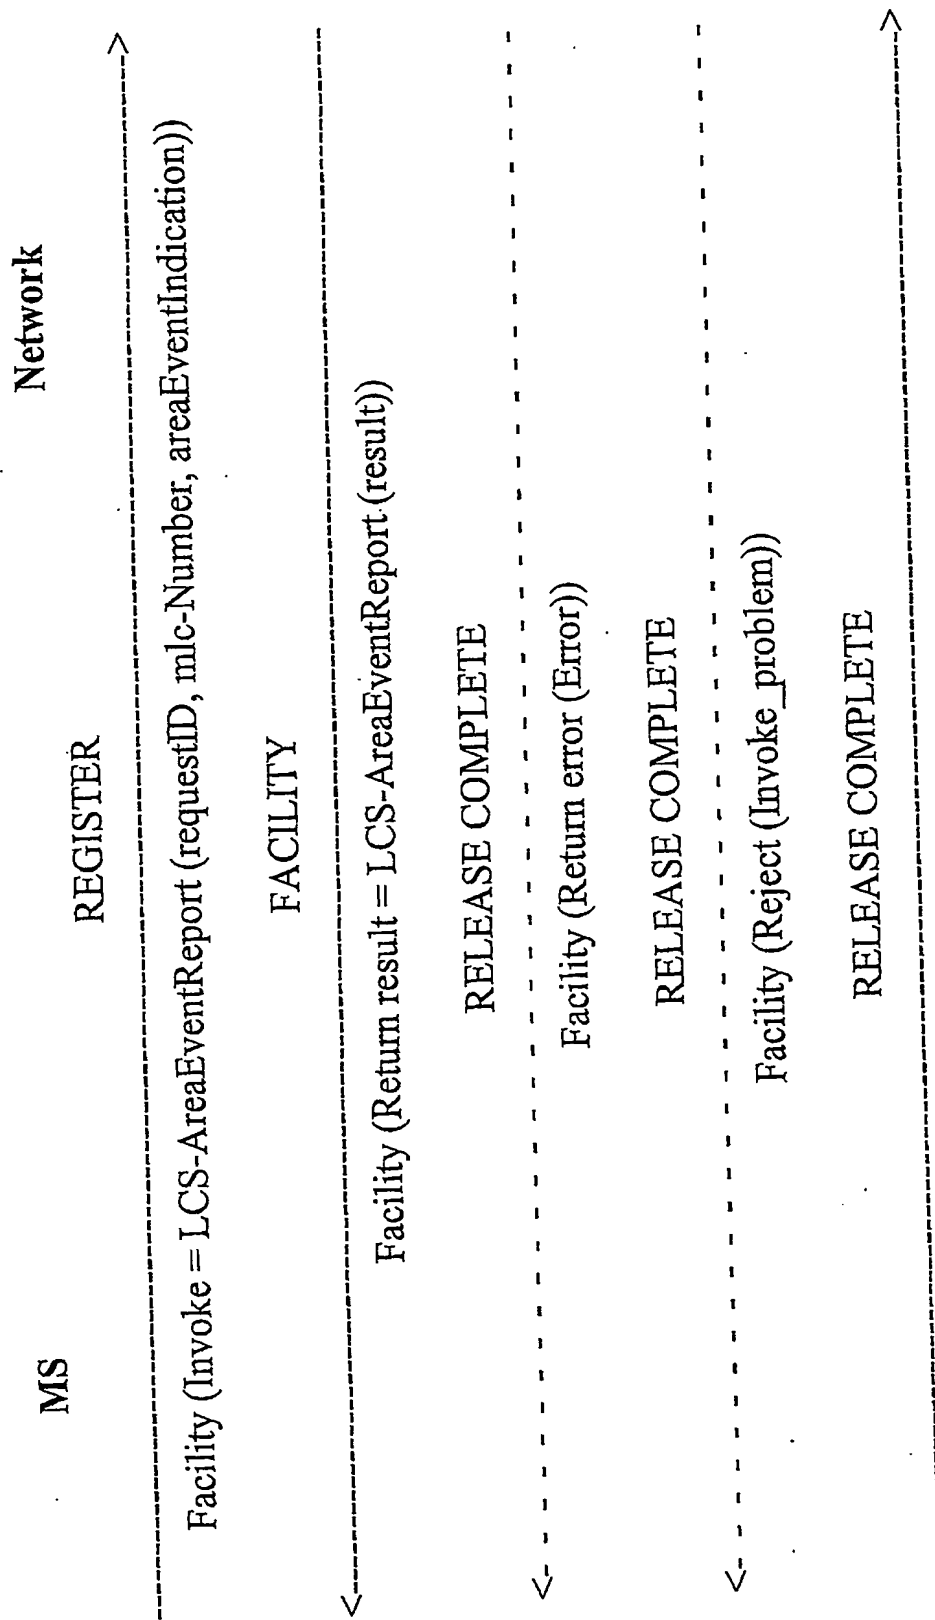 MS
Network
REGISTER
Facility (Invoke = LCS-AreaEventReport (requestID, mlc-Number, areaEventIndication))
FACILITY
Facility (Return result = LCS-AreaEventReport (result))
RELEASE COMPLETE
Facility (Return error (Error))
RELEASE COMPLETE
Facility (Reject (Invoke_problem))
RELEASE COMPLETE